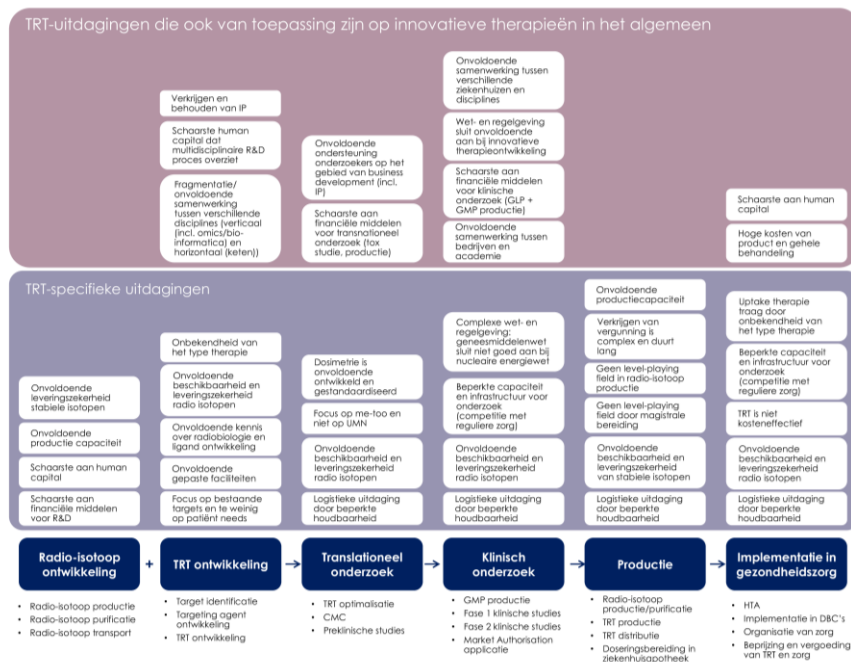 TRT-uitdagingen die ook van toepassing zijn op innovatieve therapieën in het algemeen
Verkrijgen en
behouden van IP
Schaarste human
capital dat
multidisciplinaire R&D
proces overziet
Fragmentatie/
onvoldoende
samenwerking
tussen verschillende
disciplines (verticaal
(incl. omics/bio-
informatica) en
horizontaal (keten))
Onvoldoende
ondersteuning
onderzoekers op het
gebied van business
development (incl.
IP)
Schaarste aan
financiële middelen
voor transnationeel
onderzoek (tox
studie, productie)
Onvoldoende
samenwerking tussen
verschillende
ziekenhuizen en
disciplines
Wet- en regelgeving
sluit onvoldoende
aan bij innovatieve
therapieontwikkeling
Schaarste aan
financiële middelen
voor klinische
onderzoek (GLP +
GMP productie)
Onvoldoende
samenwerking tussen
bedrijven en
academie
Schaarste aan human
capital
Hoge kosten van
product en gehele
behandeling
TRT-specifieke uitdagingen
Onvoldoende
leveringszekerheid
stabiele isotopen
Onvoldoende
productie capaciteit
Schaarste aan human
capital
Schaarste aan
financiële middelen
voor R&D
Onbekendheid van
het type therapie
Onvoldoende
beschikbaarheid en
leveringszekerheid
radio isotopen
Onvoldoende kennis
over radiobiologie en
ligand ontwikkeling
Onvoldoende
gepaste faciliteiten
Focus op bestaande
targets en te weinig
op patiënt needs
Dosimetrie is
onvoldoende
ontwikkeld en
gestandaardiseerd
Focus op me-too en
niet op UMN
Onvoldoende
beschikbaarheid en
leveringszekerheid
radio isotopen
Logistieke uitdaging
door beperkte
houdbaarheid
Complexe wet- en
regelgeving:
geneesmiddelenwet
sluit niet goed aan bij
nucleaire energiewet
Beperkte capaciteit
en infrastructuur voor
onderzoek
(competitie met
reguliere zorg)
Onvoldoende
beschikbaarheid en
leveringszekerheid
radio isotopen
Logistieke uitdaging
door beperkte
houdbaarheid
Onvoldoende
productiecapaciteit
Verkrijgen van
vergunning is
complex en duurt
lang
Geen level-playing
field in radio-isotoop
productie
Geen level-playing
field door magistrale
bereiding
Onvoldoende
beschikbaarheid en
leveringszekerheid
van stabiele isotopen
Logistieke uitdaging
door beperkte
houdbaarheid
Uptake therapie
traag door
onbekendheid van
het type therapie
Beperkte capaciteit
en infrastructuur voor
onderzoek
(competitie met
reguliere zorg)
TRT is niet
kosteneffectief
Onvoldoende
beschikbaarheid en
leveringszekerheid
radio isotopen
Logistieke uitdaging
door beperkte
houdbaarheid
Radio-isotoop
ontwikkeling
+
TRT ontwikkeling
Translationeel
onderzoek
Klinisch
onderzoek
Productie
Implementatie in
gezondheidszorg
• Radio-isotoop productie
• Radio-isotoop purificatie
• Radio-isotoop transport
• Target identificatie
• Targeting agent
ontwikkeling
• TRT ontwikkeling
• TRT optimalisatie
• CMC
• Preklinische studies
• GMP productie
• Fase 1 klinische studies
• Fase 2 klinische studies
• Market Authorisation
applicatie
• Radio-isotoop
productie/purificatie
• TRT productie
• TRT distributie
• Doseringsbereiding in
ziekenhuisapotheek
• HTA
• Implementatie in DBC's
• Organisatie van zorg
• Beprijzing en vergoeding
van TRT en zorg